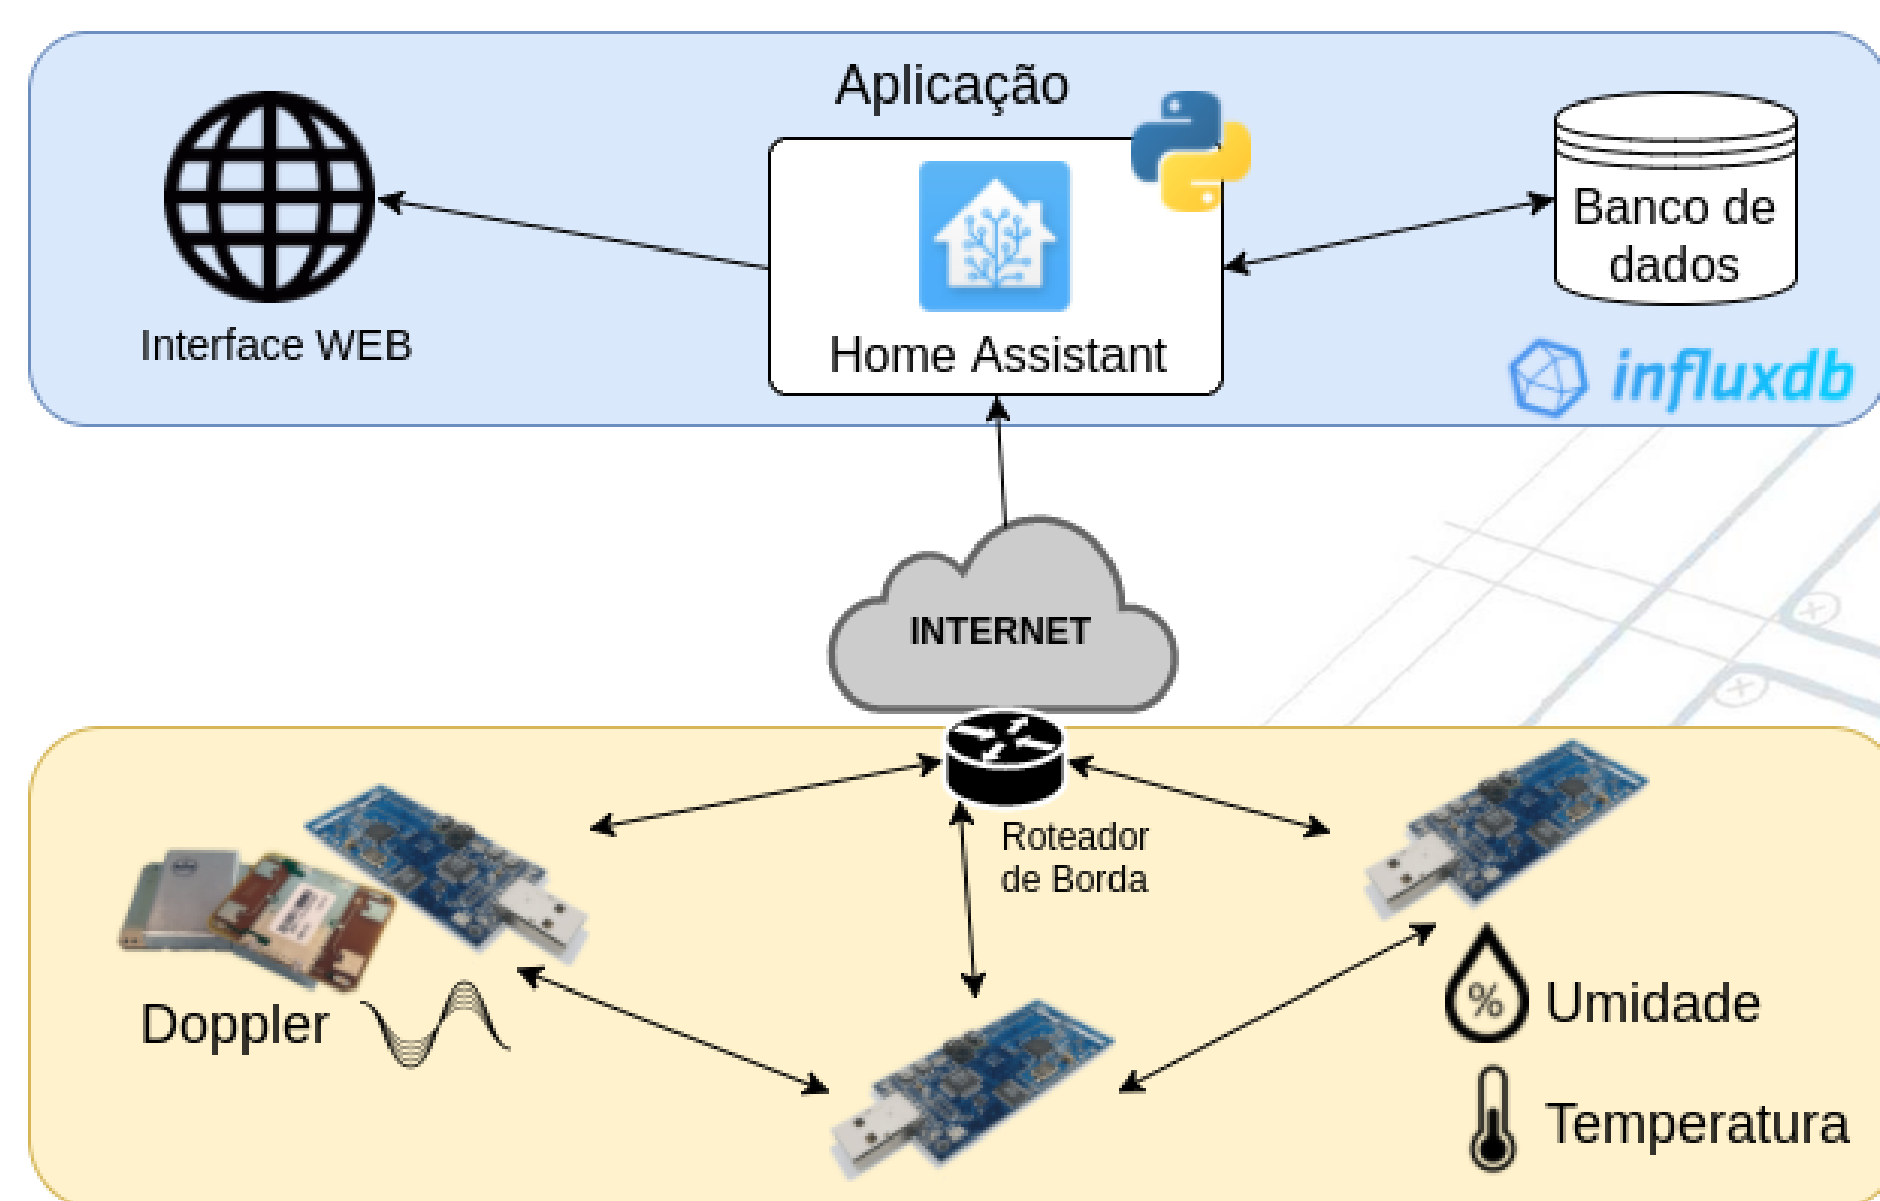 Aplicação
Interface WEB
Home Assistant
Banco de
dados
influxdb
INTERNET
Roteador
de Borda
Doppler
%
Umidade
Temperatura